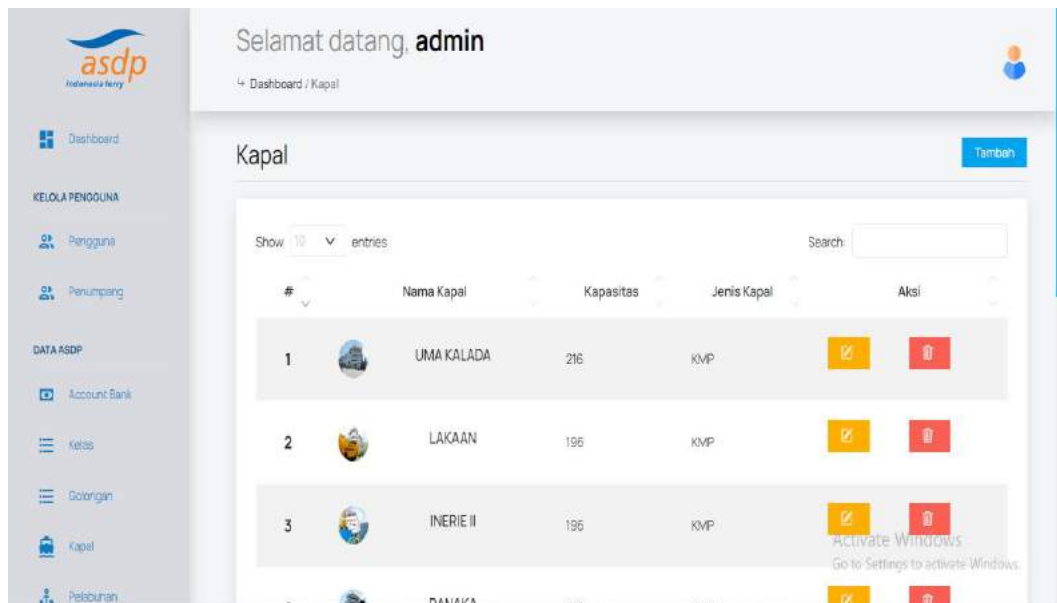 asdp
Indonesia ferry
Selamat datang, admin
↳ Dashboard / Kapal
Dashboard
KELOLA PENGGUNA
Pengguna
Penumpang
DATA ASDP
Account Bank
Kelas
Golongan
Kapal
Pelabuhan
Kapal
Tambah
Show 10 entries
Search:
# Nama Kapal Kapasitas Jenis Kapal Aksi
1 UMA KALADA 216 KMP
2 LAKAAN 196 KMP
3 INERIE II 196 KMP
RANAKA
Activate Windows
Go to Settings to activate Windows.